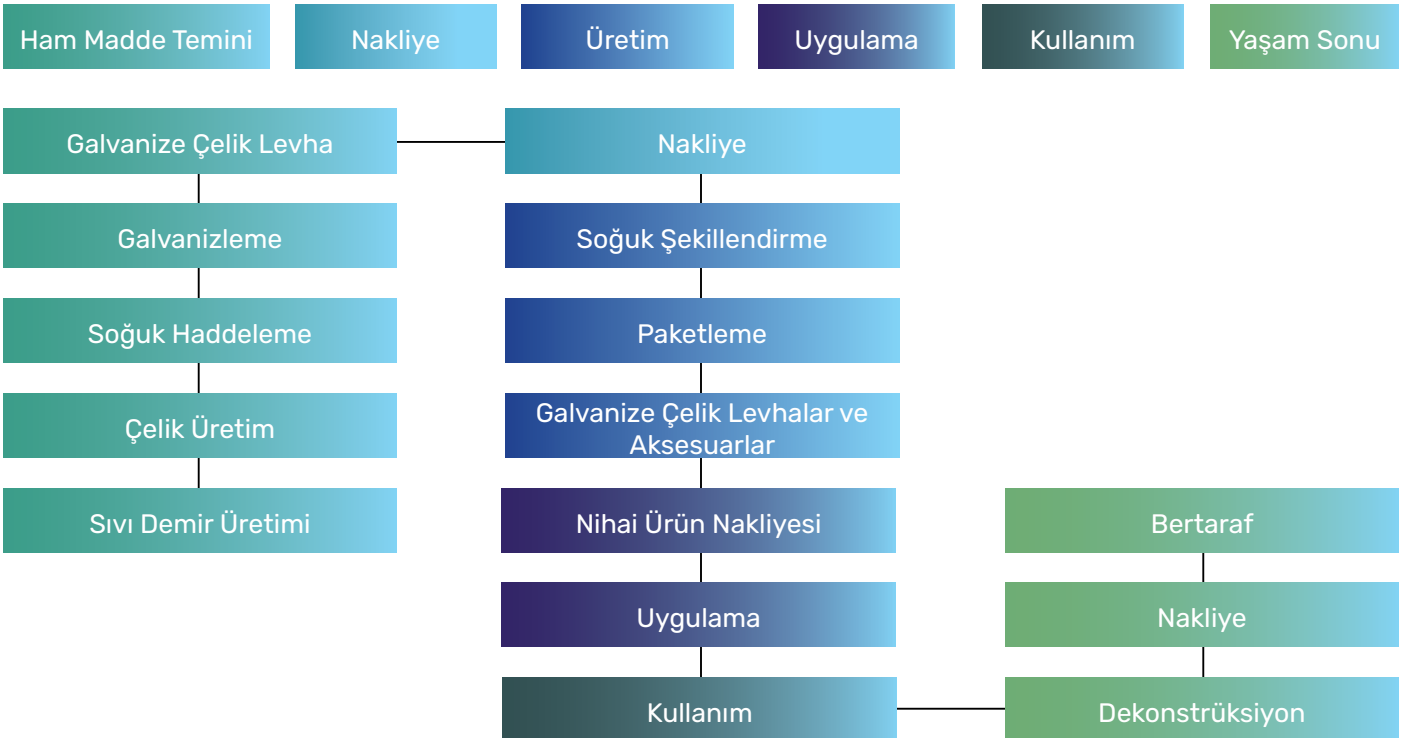 Ham Madde Temini
Nakliye
Üretim
Uygulama
Kullanım
Yaşam Sonu
Galvanize Çelik Levha
Galvanizleme
Soğuk Haddeleme
Çelik Üretim
Sıvı Demir Üretimi
Nakliye
Soğuk Şekillendirme
Paketleme
Galvanize Çelik Levhalar ve
Aksesuarlar
Nihai Ürün Nakliyesi
Uygulama
Kullanım
Bertaraf
Nakliye
Dekonstrüksiyon